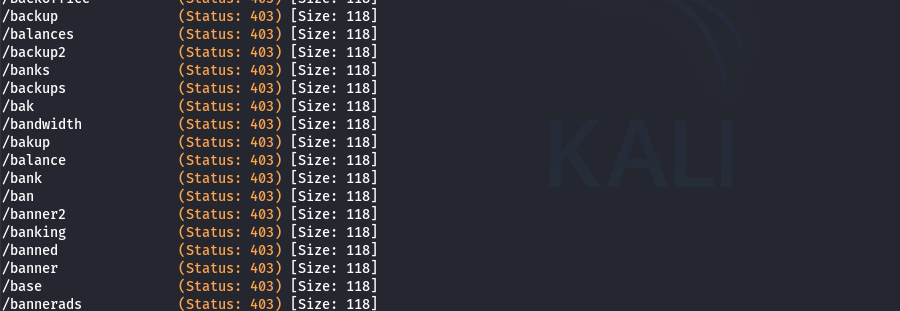 /backoffice (Status: 403) [Size: 118]
/backup (Status: 403) [Size: 118]
/balances (Status: 403) [Size: 118]
/backup2 (Status: 403) [Size: 118]
/banks (Status: 403) [Size: 118]
/backups (Status: 403) [Size: 118]
/bak (Status: 403) [Size: 118]
/bandwidth (Status: 403) [Size: 118]
/bakup (Status: 403) [Size: 118]
/balance (Status: 403) [Size: 118]
/bank (Status: 403) [Size: 118]
/ban (Status: 403) [Size: 118]
/banner2 (Status: 403) [Size: 118]
/banking (Status: 403) [Size: 118]
/banned (Status: 403) [Size: 118]
/banner (Status: 403) [Size: 118]
/base (Status: 403) [Size: 118]
/bannerads (Status: 403) [Size: 118]
KALI